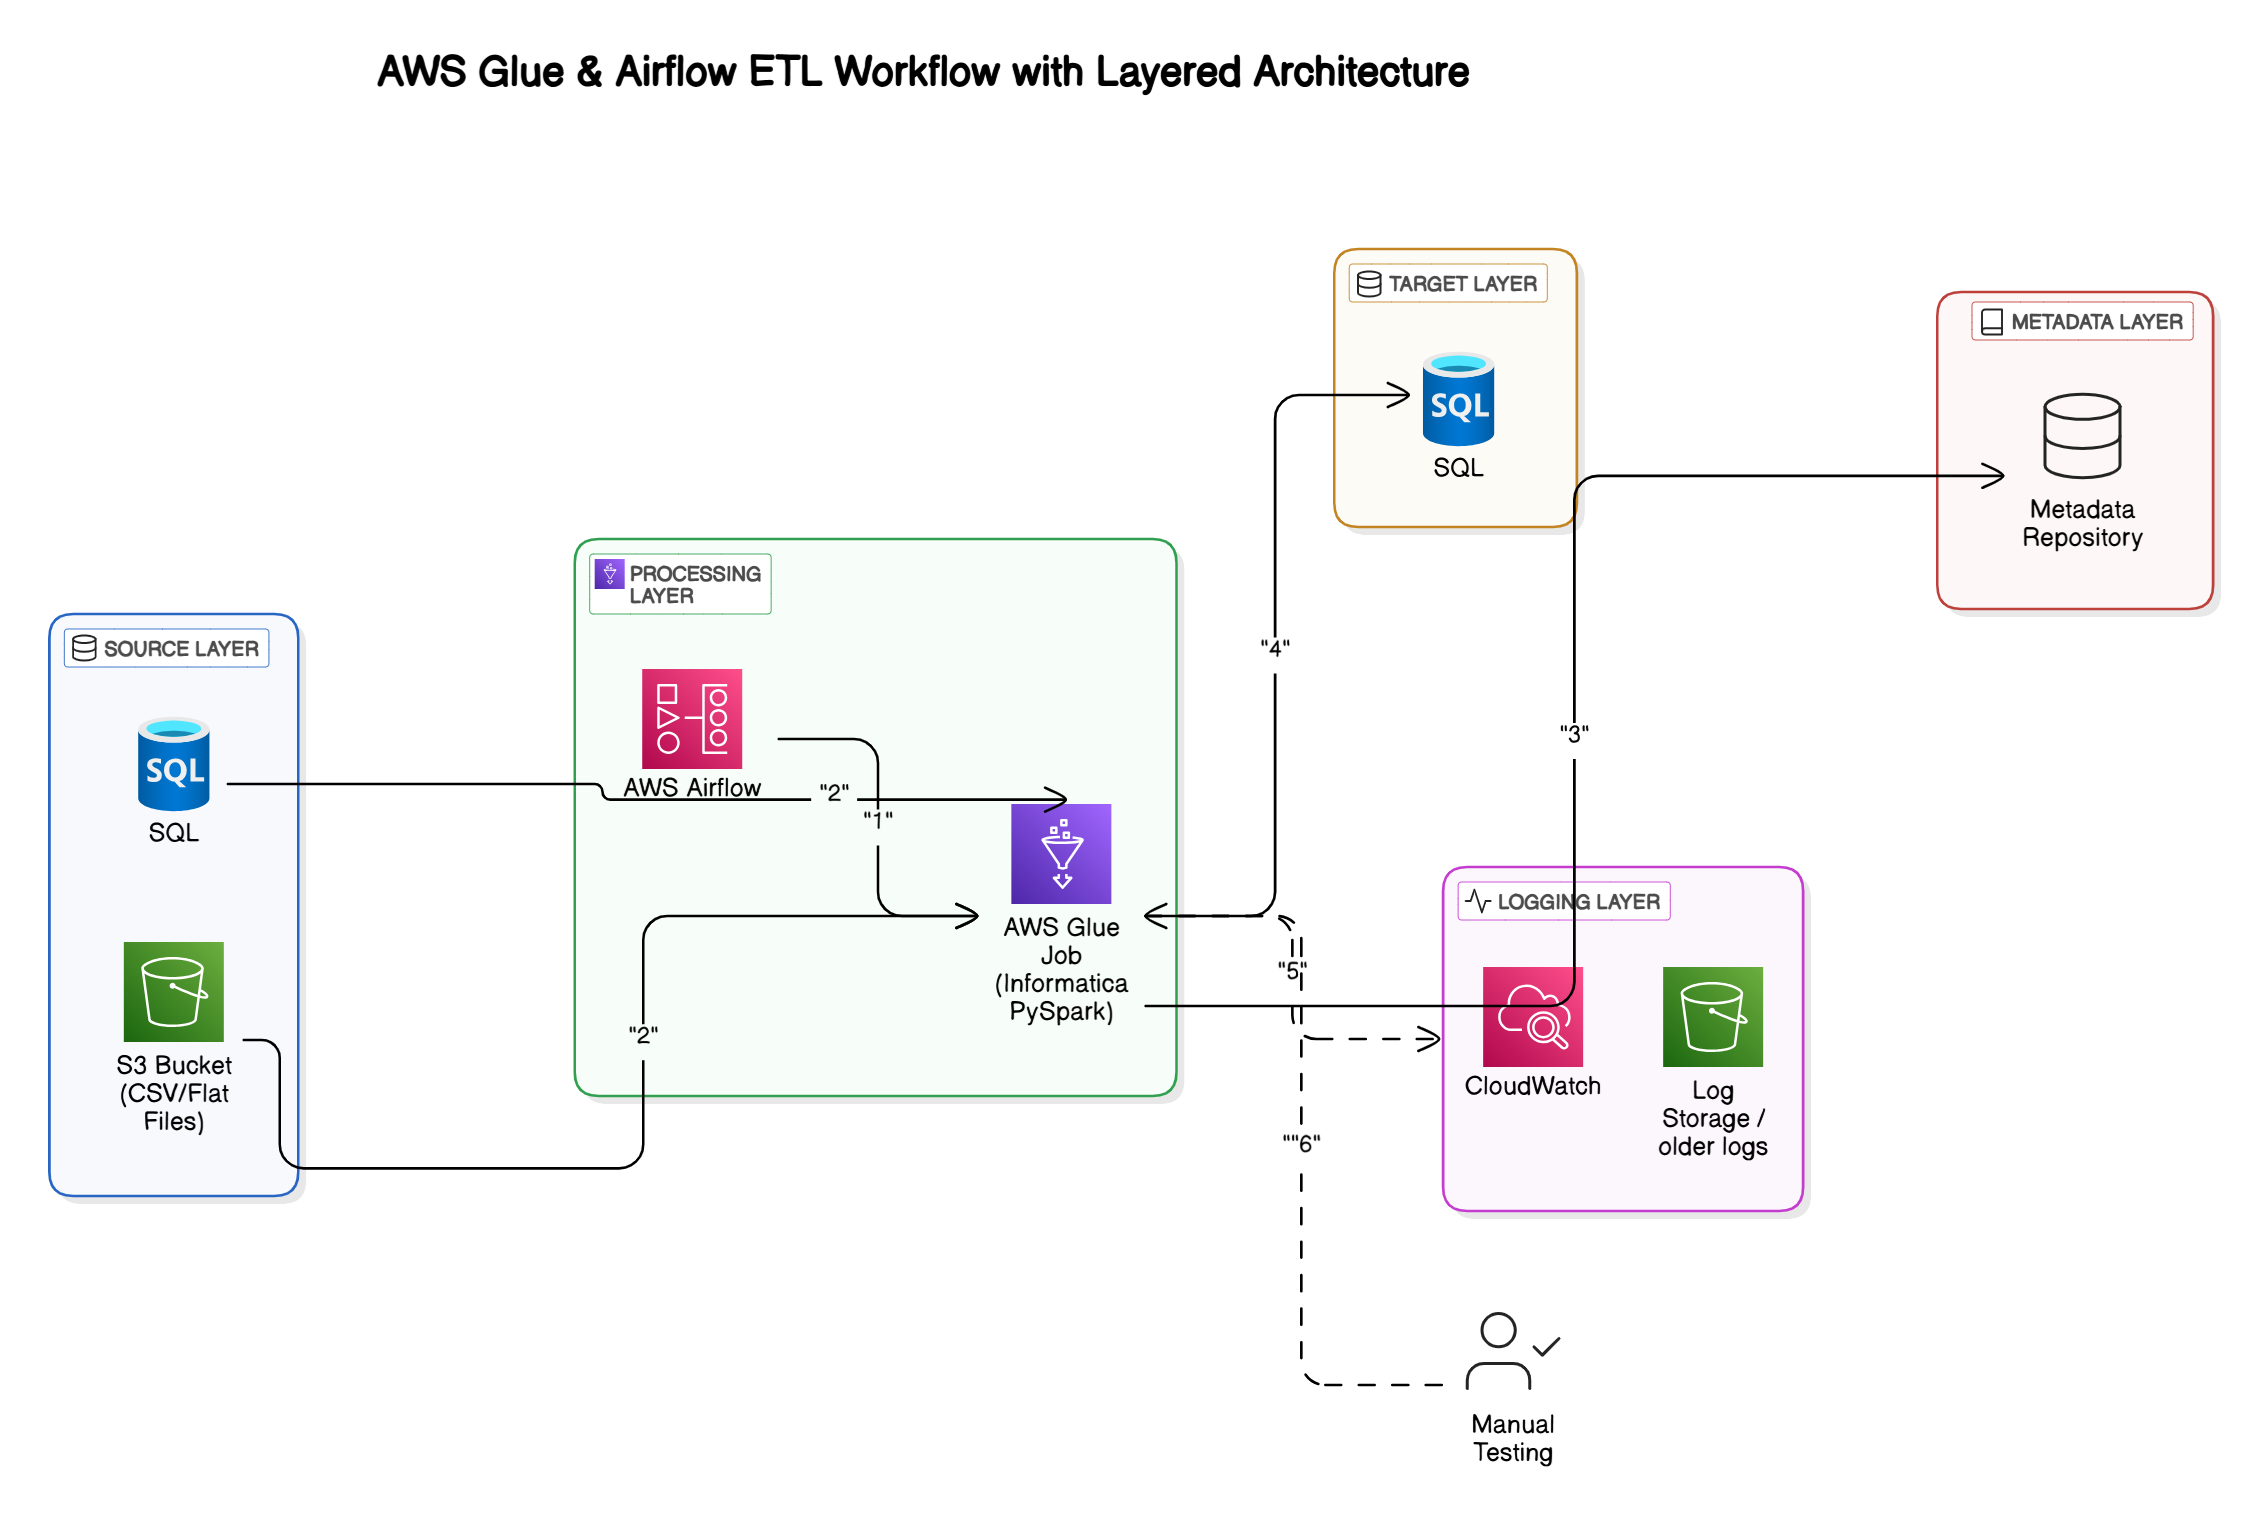 AWS Glue & Airflow ETL Workflow with Layered Architecture
TARGET LAYER
SQL
SQL
METADATA LAYER
Metadata
Repository
PROCESSING
LAYER
AWS Airflow
"2"
"1"
AWS Glue
Job
(Informatica
PySpark)
SOURCE LAYER
SQL
SQL
S3 Bucket
(CSV/Flat
Files)
"2"
"4"
"3"
"5"
LOGGING LAYER
CloudWatch
Log
Storage /
older logs
""6"
Manual
Testing